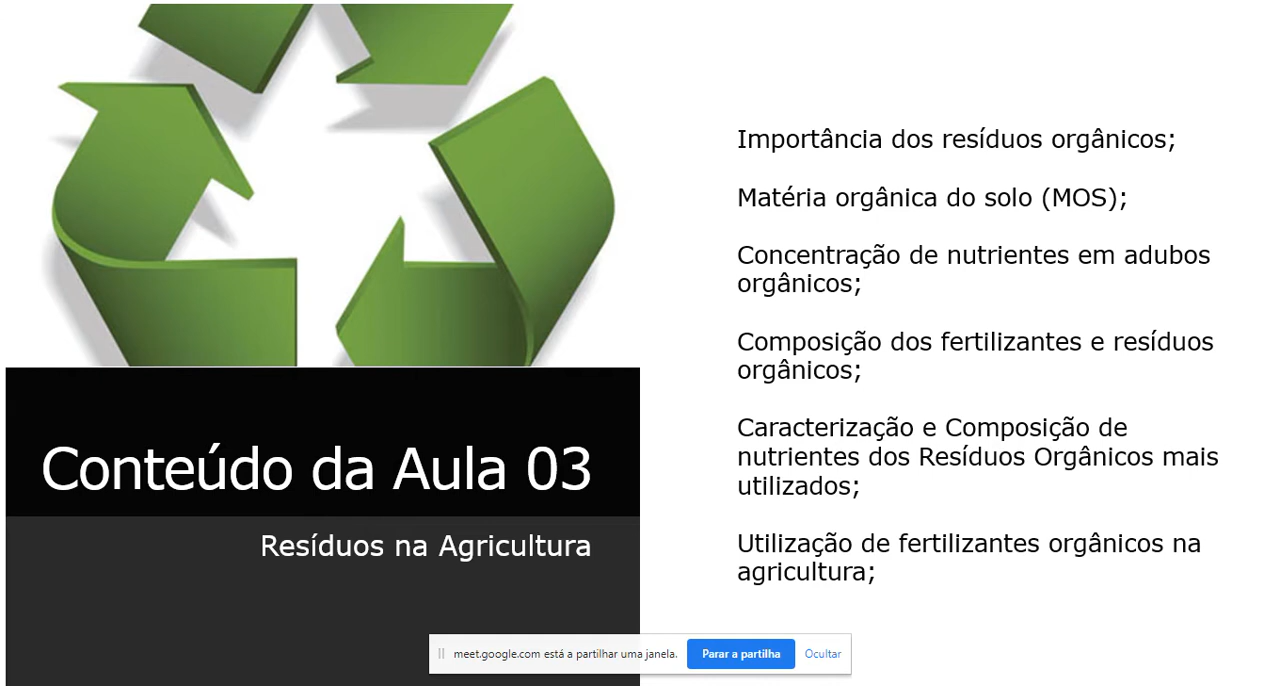 Conteúdo da Aula 03
Resíduos na Agricultura
Importância dos resíduos orgânicos;
Matéria orgânica do solo (MOS);
Concentração de nutrientes em adubos
orgânicos;
Composição dos fertilizantes e resíduos
orgânicos;
Caracterização e Composição de
nutrientes dos Resíduos Orgânicos mais
utilizados;
Utilização de fertilizantes orgânicos na
agricultura;
meet.google.com está a partilhar uma janela. Parar a partilha Ocultar